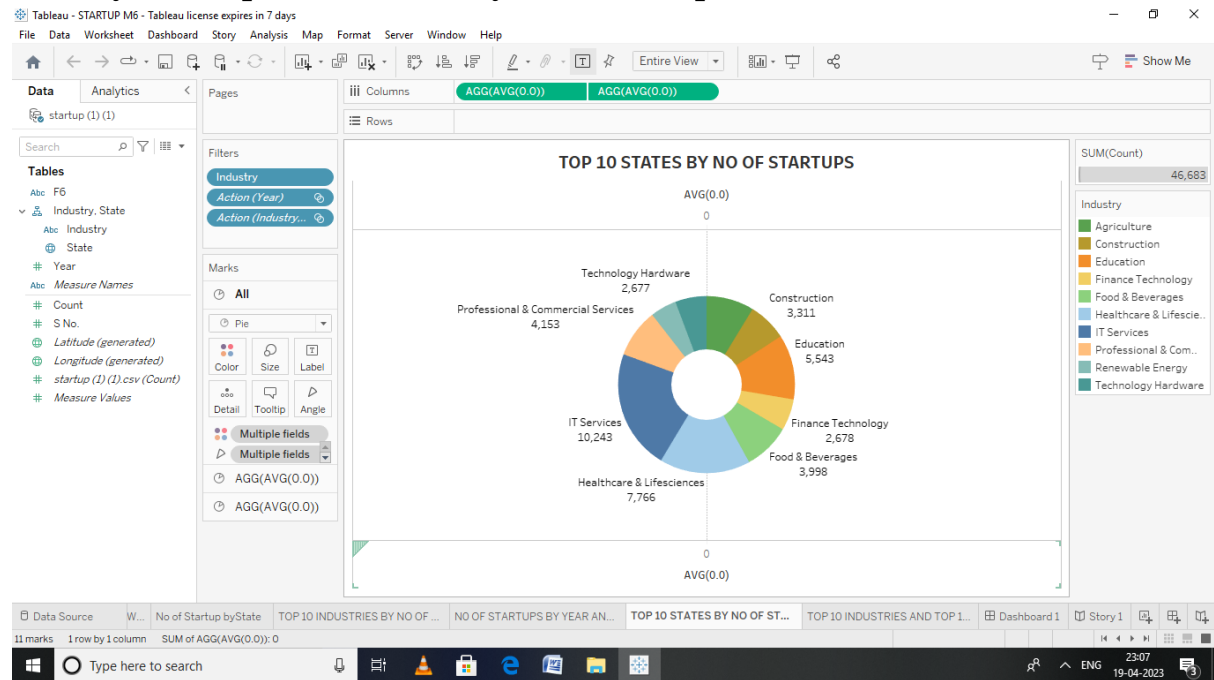 Tableau - STARTUP M6 - Tableau license expires in 7 days
File Data Worksheet Dashboard Story Analysis Map Format Server Window Help
Entire View
Show Me
Data Analytics
startup (1) (1)
Search
Tables
Abc F6
Industry, State
Abc Industry
State
# Year
Abc Measure Names
# Count
# S No.
Latitude (generated)
Longitude (generated)
# startup (1) (1).csv (Count)
# Measure Values
Pages
Filters
Industry
Action (Year)
Action (Industry...
Marks
All
Pie
Color Size Label
Detail Tooltip Angle
Multiple fields
Multiple fields
AGG(AVG(0.0))
AGG(AVG(0.0))
iii Columns AGG(AVG(0.0)) AGG(AVG(0.0))
Rows
TOP 10 STATES BY NO OF STARTUPS
AVG(0.0)
0
Technology Hardware
2,677
Professional & Commercial Services
4,153
Construction
3,311
Education
5,543
IT Services
10,243
Finance Technology
2,678
Food & Beverages
3,998
Healthcare & Lifesciences
7,766
0
AVG(0.0)
SUM(Count)
46,683
Industry
Agriculture
Construction
Education
Finance Technology
Food & Beverages
Healthcare & Lifescie..
IT Services
Professional & Com..
Renewable Energy
Technology Hardware
Data Source W... No of Startup byState TOP 10 INDUSTRIES BY NO OF ... NO OF STARTUPS BY YEAR AN... TOP 10 STATES BY NO OF ST... TOP 10 INDUSTRIES AND TOP 1... Dashboard 1 Story 1
11 marks 1 row by 1 column SUM of AGG(AVG(0.0)): 0
Type here to search
ENG
23:07
19-04-2023
3